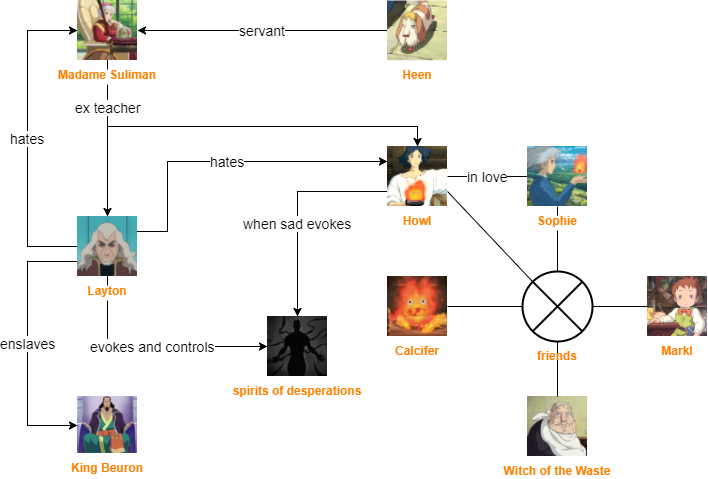 servant
Madame Suliman
Heen
ex teacher
hates
hates
in love
Howl
Sophie
when sad evokes
Layton
enslaves
evokes and controls
Calcifer
friends
Markl
spirits of desperations
King Beuron
Witch of the Waste